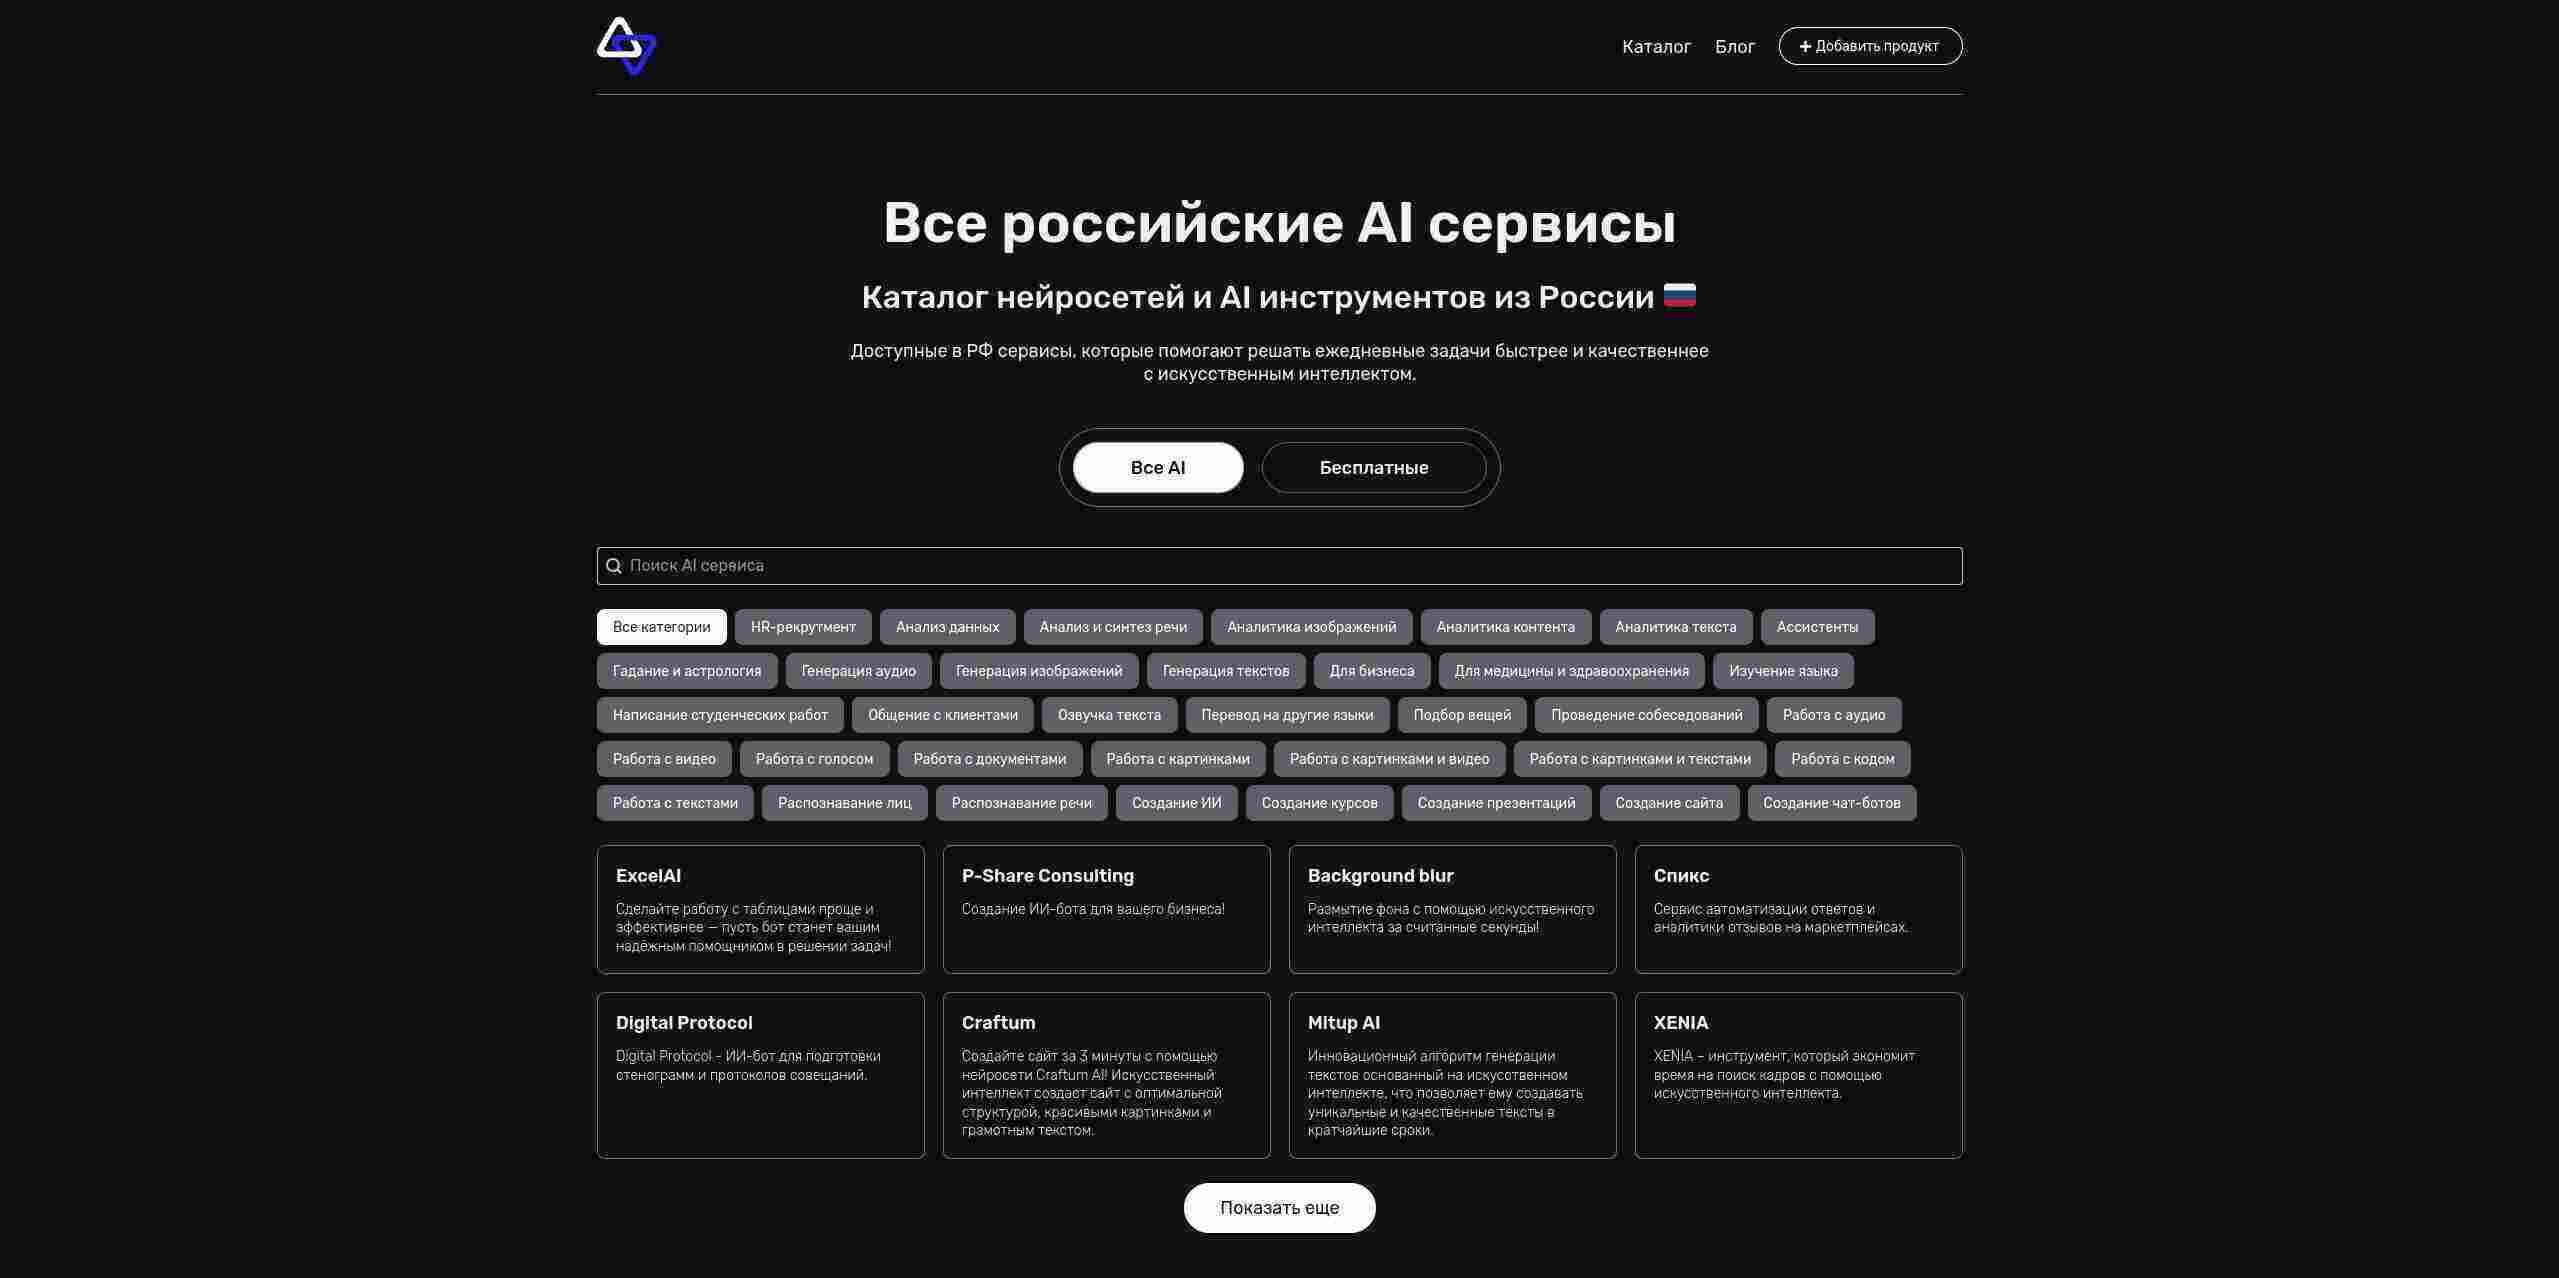 Каталог Блог + Добавить продукт
Все российские AI сервисы
Каталог нейросетей и AI инструментов из России
Доступные в РФ сервисы, которые помогают решать ежедневные задачи быстрее и качественнее
с искусственным интеллектом.
Все AI Бесплатные
Поиск AI сервиса
Все категории HR-рекрутмент Анализ данных Анализ и синтез речи Аналитика изображений Аналитика контента Аналитика текста Ассистенты
Гадание и астрология Генерация аудио Генерация изображений Генерация текстов Для бизнеса Для медицины и здравоохранения Изучение языка
Написание студенческих работ Общение с клиентами Озвучка текста Перевод на другие языки Подбор вещей Проведение собеседований Работа с аудио
Работа с видео Работа с голосом Работа с документами Работа с картинками Работа с картинками и видео Работа с картинками и текстами Работа с кодом
Работа с текстами Распознавание лиц Распознавание речи Создание ИИ Создание курсов Создание презентаций Создание сайта Создание чат-ботов
ExcelAI
Сделайте работу с таблицами проще и
эффективнее — пусть бот станет вашим
надёжным помощником в решении задач!
P-Share Consulting
Создание ИИ-бота для вашего бизнеса!
Background blur
Размытие фона с помощью искусственного
интеллекта за считанные секунды!
Спикс
Сервис автоматизации ответов и
аналитики отзывов на маркетплейсах.
Digital Protocol
Digital Protocol - ИИ-бот для подготовки
стенограмм и протоколов совещаний.
Craftum
Создайте сайт за 3 минуты с помощью
нейросети Craftum AI! Искусственный
интеллект создаст сайт с оптимальной
структурой, красивыми картинками и
грамотным текстом.
Mitup AI
Инновационный алгоритм генерации
текстов основанный на искусственном
интеллекте, что позволяет ему создавать
уникальные и качественные тексты в
кратчайшие сроки.
XENIA
XENIA – инструмент, который экономит
время на поиск кадров с помощью
искусственного интеллекта.
Показать еще